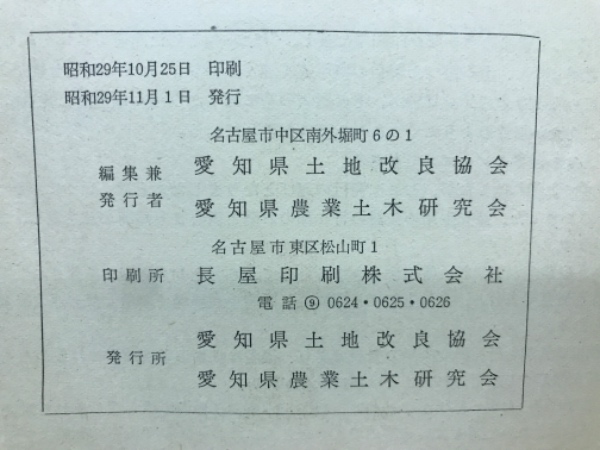 昭和29年10月25日 印刷
昭和29年11月1日 発行
名古屋市中区南外堀町6の1
編集兼 愛知県土地改良協会
発行者 愛知県農業土木研究会
名古屋市東区松山町1
印刷所 長屋印刷株式会社
電話⑨0624・0625・0626
愛知県土地改良協会
発行所
愛知県農業土木研究会